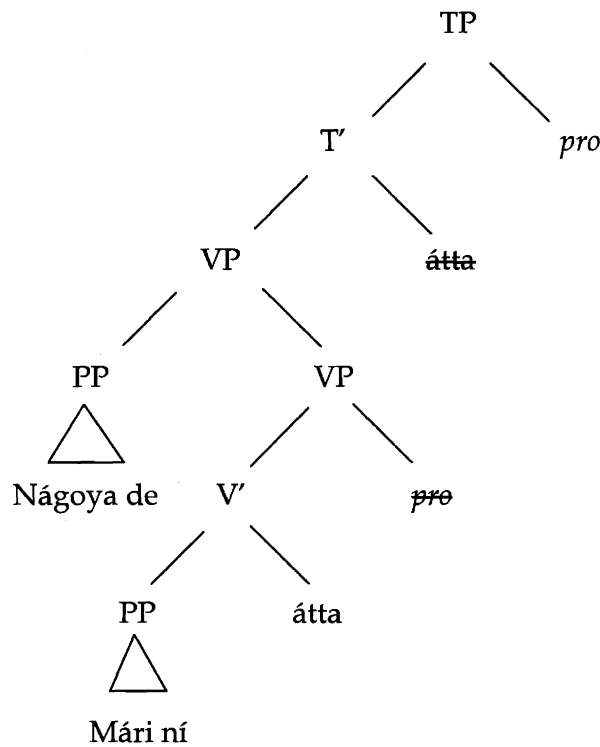 TP
T′ pro
VP átta
PP VP
Nágoya de V′ pro
PP átta
Mári ní